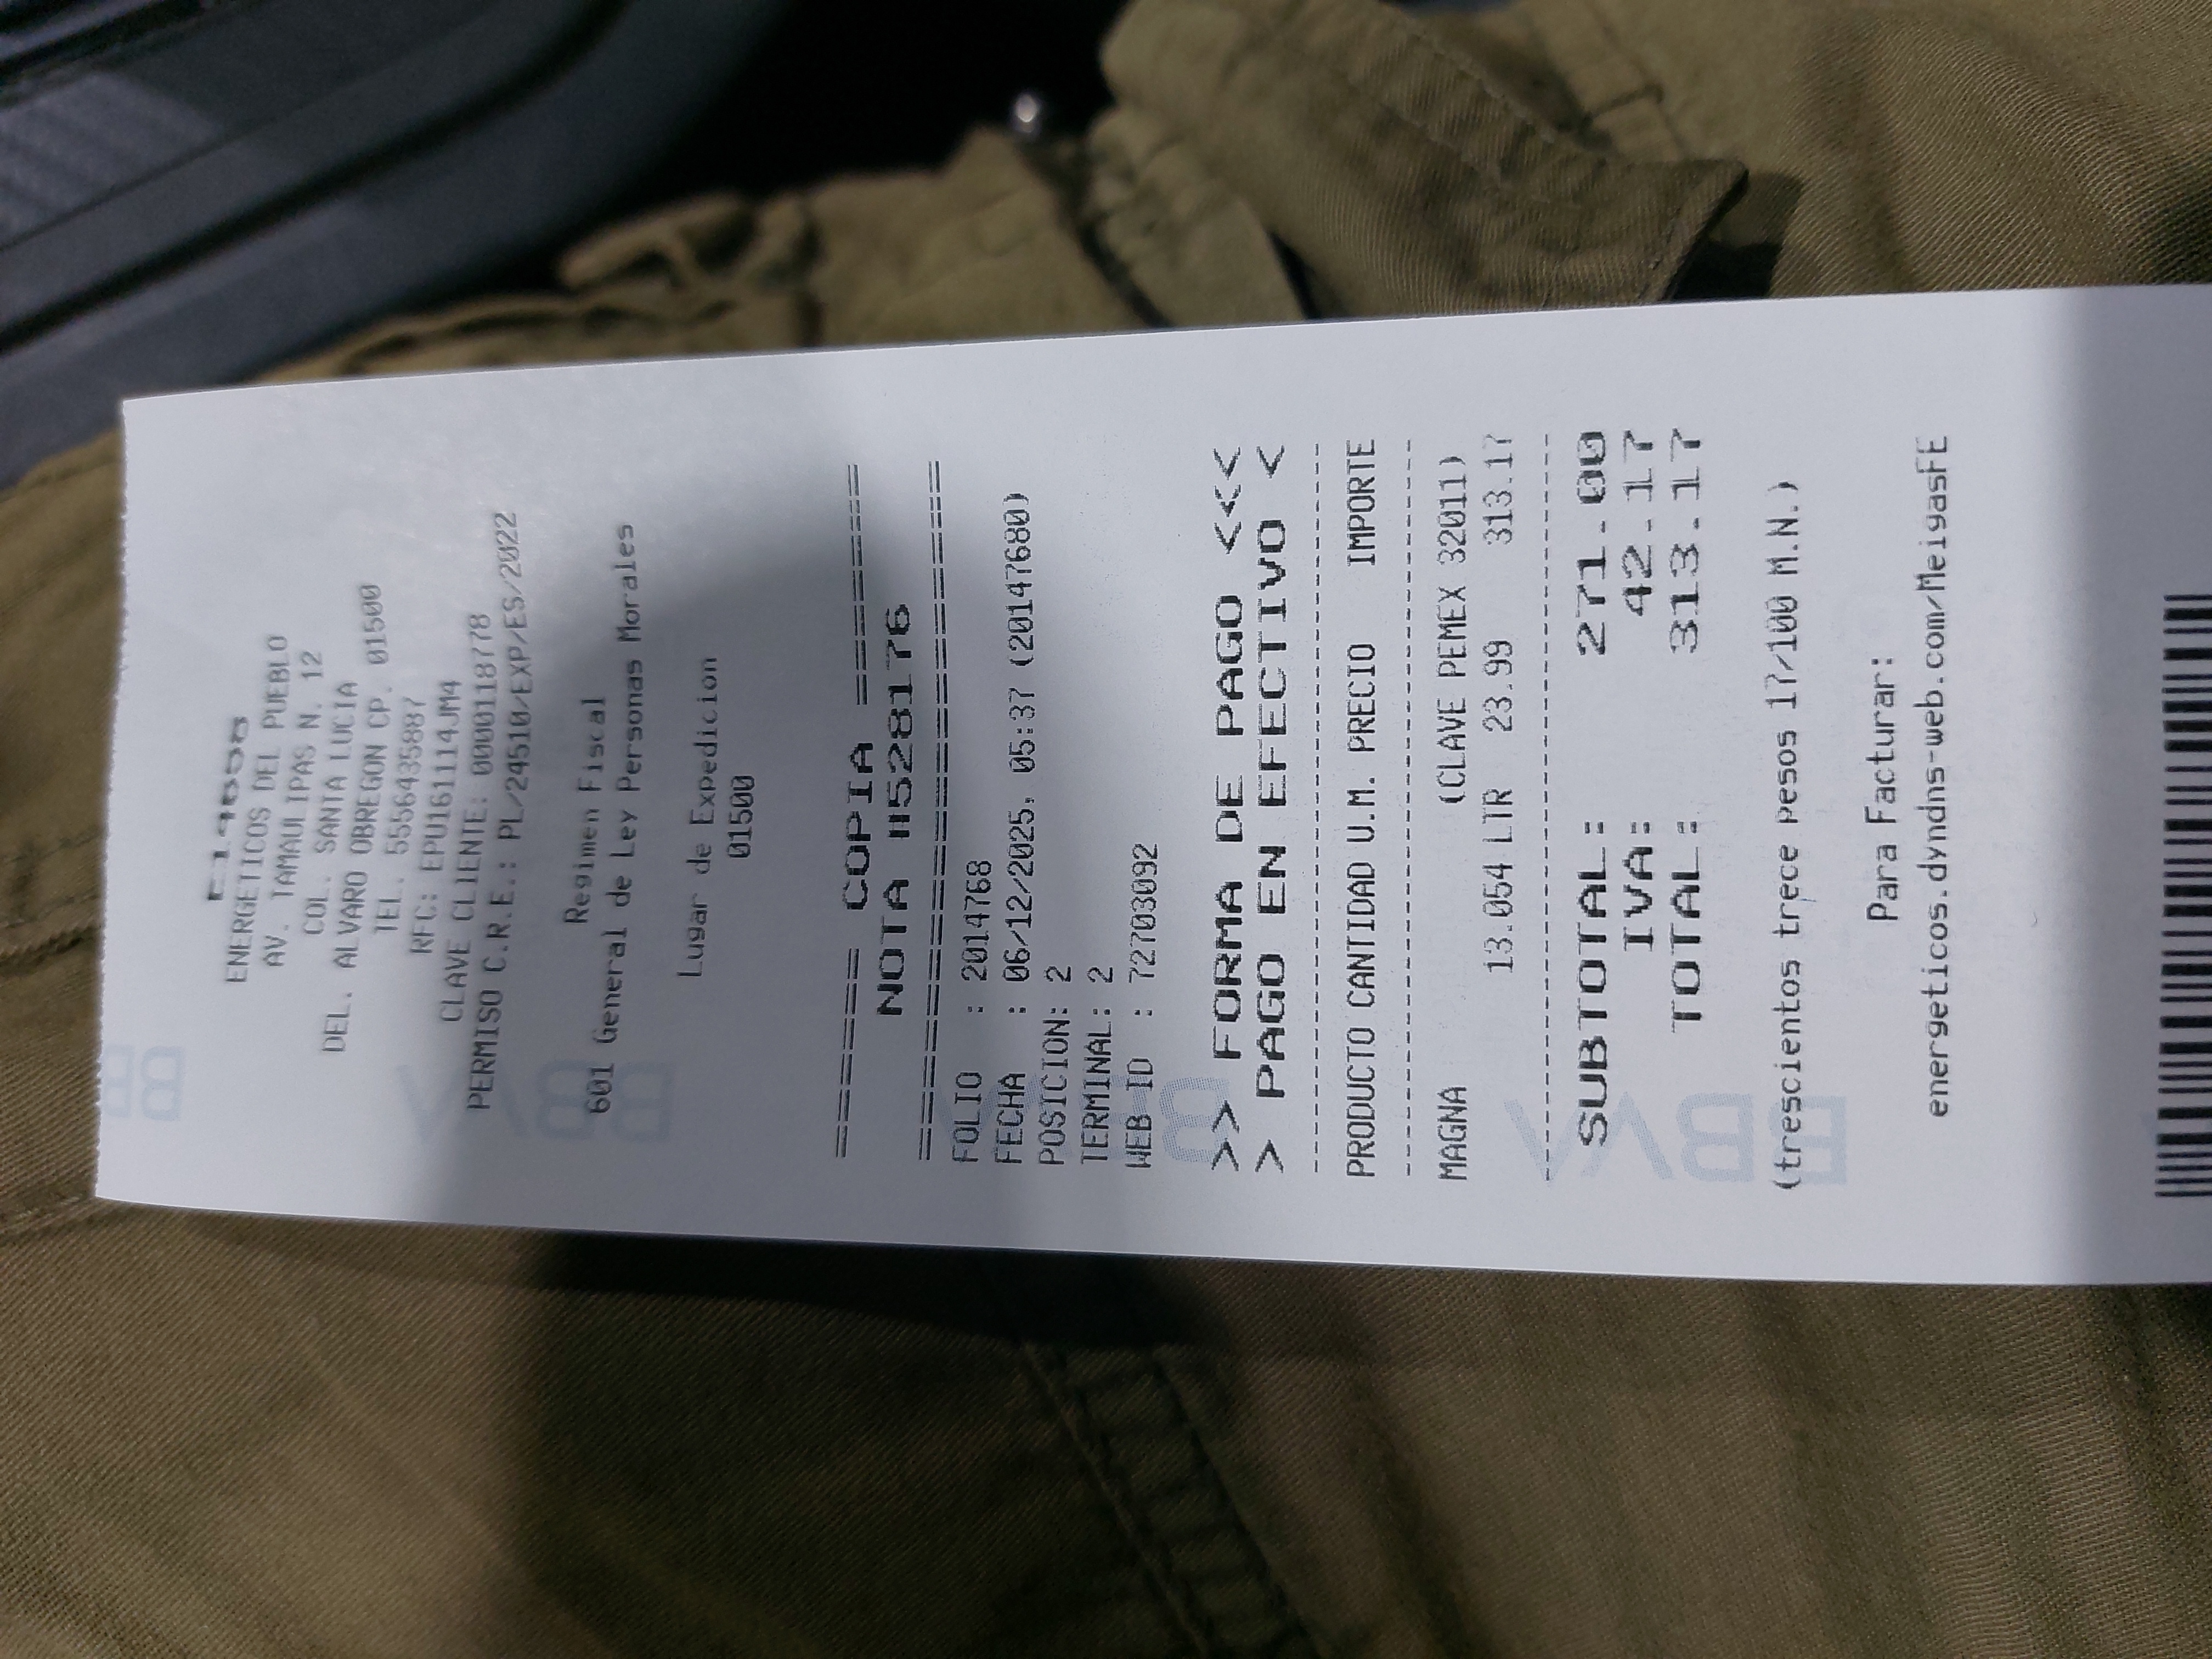 ENERGETICOS DEL PUEBLO
AV. TAMAULIPAS N. 12
COL. SANTA LUCIA
DEL. ALVARO OBREGON CP. 01500
TEL. 5556435887
RFC: EPU161114JM4
CLAVE CLIENTE: 0000118778
PERMISO C.R.E.: PL/24510/EXP/ES/2022
Regimen Fiscal
601 General de Ley Personas Morales
Lugar de Expedicion
01500
====== COPIA ======
NOTA #5281176
FOLIO : 2014768
FECHA : 06/12/2025, 05:37 (20147680)
POSICION: 2
TERMINAL: 2
WEB ID : 72703092
>> FORMA DE PAGO <<<
> PAGO EN EFECTIVO <
PRODUCTO CANTIDAD U.M. PRECIO IMPORTE
MAGNA (CLAVE PEMEX 32011)
13.054 LTR 23.99 313.17
SUBTOTAL: 271.00
IVA: 42.17
TOTAL: 313.17
(trescientos trece pesos 17/100 M.N.)
Para Facturar:
energeticos.dyndns-web.com/MeigasFE
BBVA